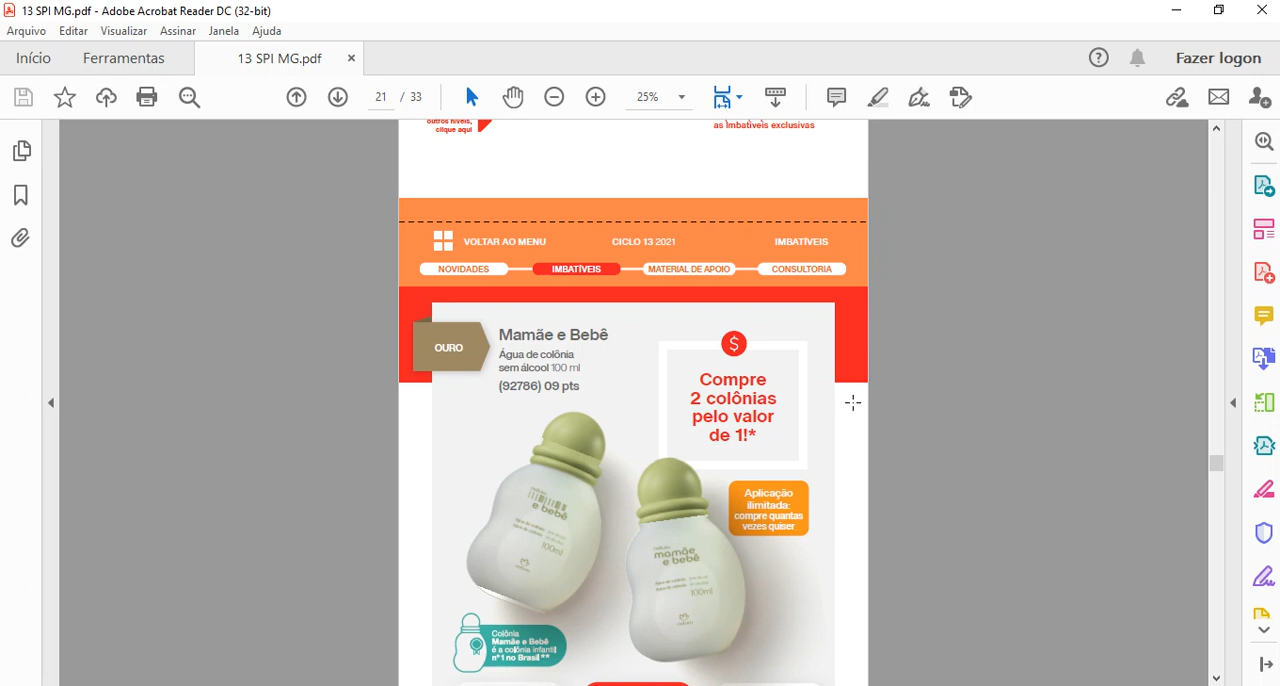 13 SPI MG.pdf - Adobe Acrobat Reader DC (32-bit)
Arquivo Editar Visualizar Assinar Janela Ajuda
Início Ferramentas 13 SPI MG.pdf Fazer logon
21 / 33 25%
outros níveis,
clique aqui
as Imbatíveis exclusivas
VOLTAR AO MENU CICLO 13 2021 IMBATÍVEIS
NOVIDADES IMBATÍVEIS MATERIAL DE APOIO CONSULTORIA
OURO
Mamãe e Bebê
Água de colônia
sem álcool 100 ml
(92786) 09 pts
$
Compre
2 colônias
pelo valor
de 1!*
Aplicação
ilimitada:
compre quantas
vezes quiser
e bebê
100ml
natura
mamãe
e bebê
100ml
Colônia
Mamãe e Bebê
é a colônia infantil
nº1 no Brasil**